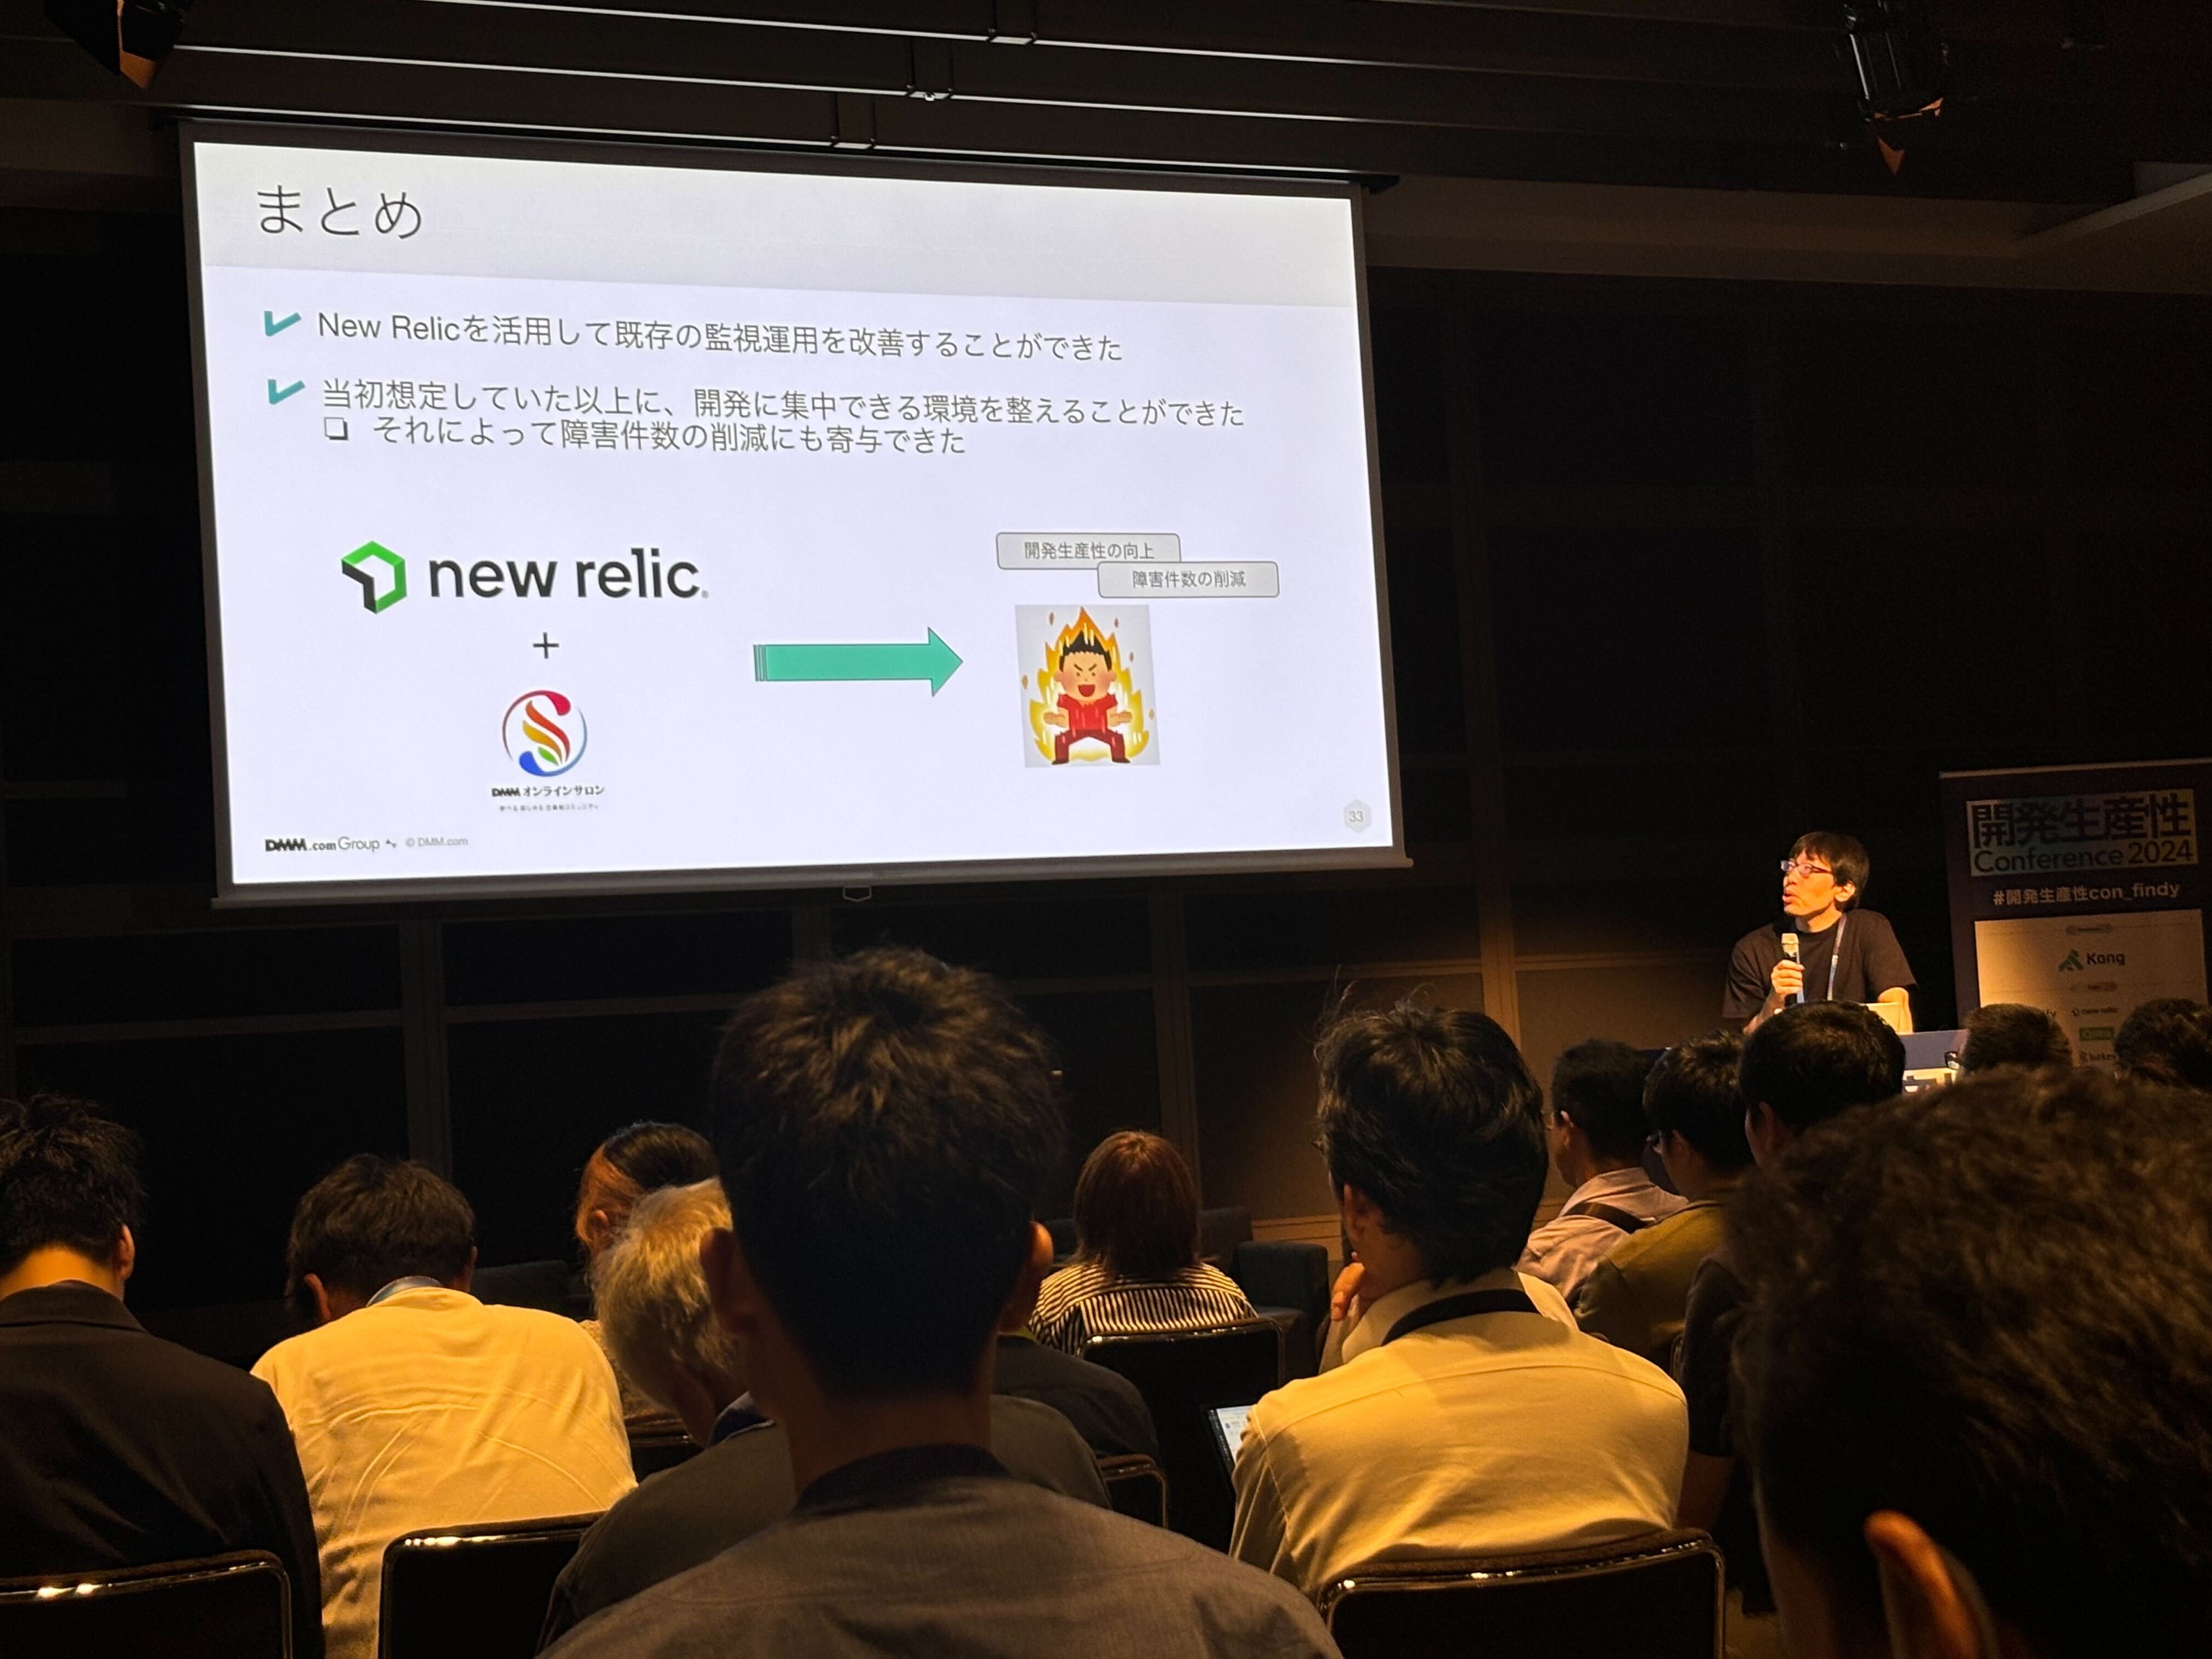 まとめ
New Relicを活用して既存の監視運用を改善することができた
当初想定していた以上に、開発に集中できる環境を整えることができた
それによって障害件数の削減にも寄与できた
new relic
+
DMM オンラインサロン
開発生産性の向上
障害件数の削減
DMM.com Group © DMM.com
33
開発生産性
Conference 2024
#開発生産性con_findy
Kong
new relic